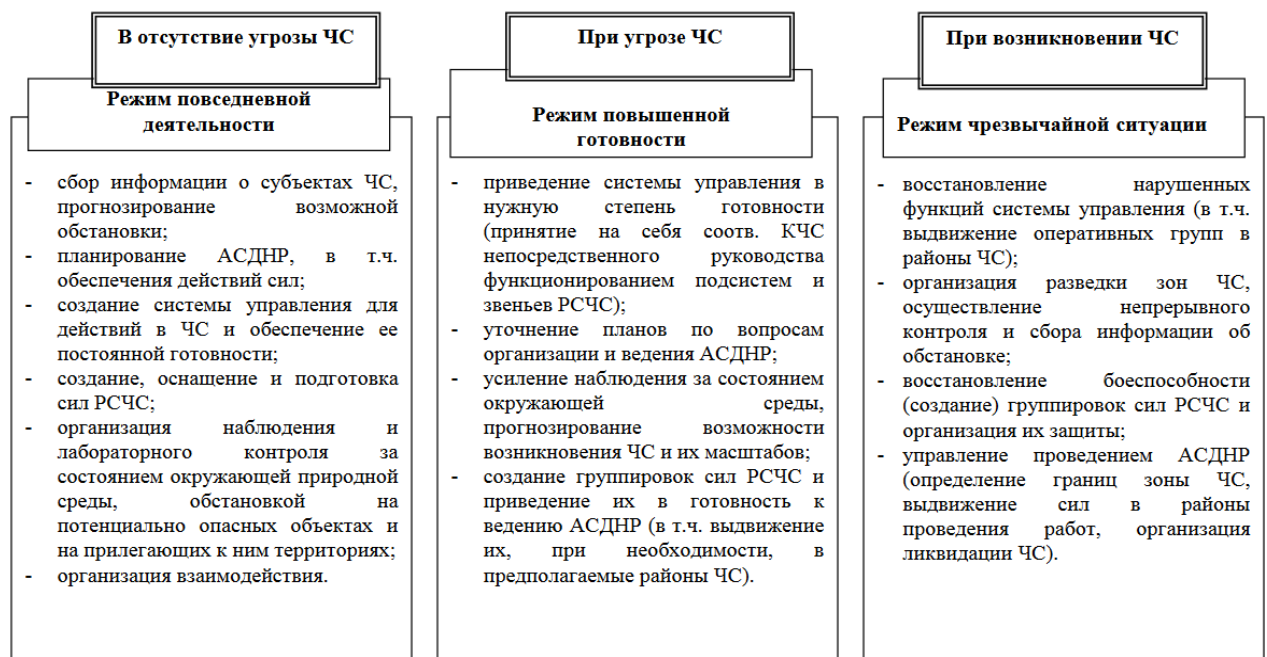 В отсутствие угрозы ЧС
Режим повседневной
деятельности
- сбор информации о субъектах ЧС,
прогнозирование возможной
обстановки;
- планирование АСДНР, в т.ч.
обеспечения действий сил;
- создание системы управления для
действий в ЧС и обеспечение ее
постоянной готовности;
- создание, оснащение и подготовка
сил РСЧС;
- организация наблюдения и
лабораторного контроля за
состоянием окружающей природной
среды, обстановкой на
потенциально опасных объектах и
на прилегающих к ним территориях;
- организация взаимодействия.
При угрозе ЧС
Режим повышенной
готовности
- приведение системы управления в
нужную степень готовности
(принятие на себя соотв. КЧС
непосредственного руководства
функционированием подсистем и
звеньев РСЧС);
- уточнение планов по вопросам
организации и ведения АСДНР;
- усиление наблюдения за состоянием
окружающей среды,
прогнозирование возможности
возникновения ЧС и их масштабов;
- создание группировок сил РСЧС и
приведение их в готовность к
ведению АСДНР (в т.ч. выдвижение
их, при необходимости, в
предполагаемые районы ЧС).
При возникновении ЧС
Режим чрезвычайной ситуации
- восстановление нарушенных
функций системы управления (в т.ч.
выдвижение оперативных групп в
районы ЧС);
- организация разведки зон ЧС,
осуществление непрерывного
контроля и сбора информации об
обстановке;
- восстановление боеспособности
(создание) группировок сил РСЧС и
организация их защиты;
- управление проведением АСДНР
(определение границ зоны ЧС,
выдвижение сил в районы
проведения работ, организация
ликвидации ЧС).